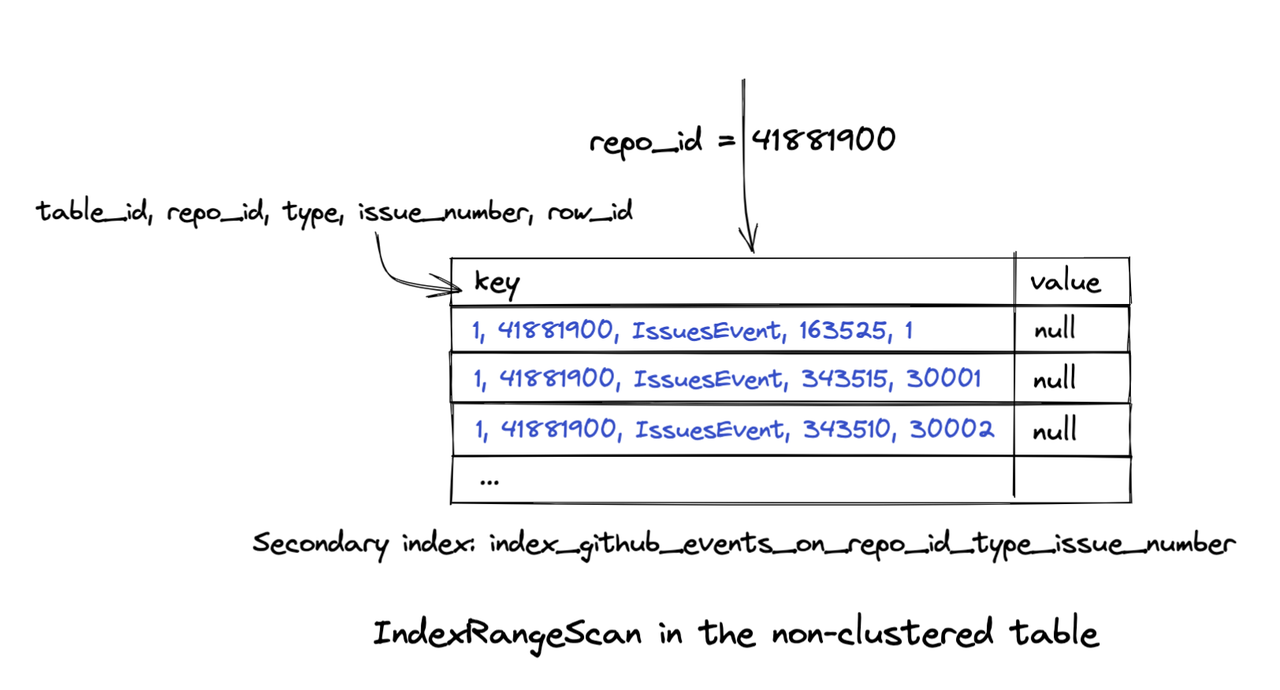 repo_id = 41881900
table_id, repo_id, type, issue_number, row_id
key value
1, 41881900, IssuesEvent, 163525, 1 null
1, 41881900, IssuesEvent, 343515, 30001 null
1, 41881900, IssuesEvent, 343510, 30002 null
...
Secondary index: index_github_events_on_repo_id_type_issue_number
IndexRangeScan in the non-clustered table